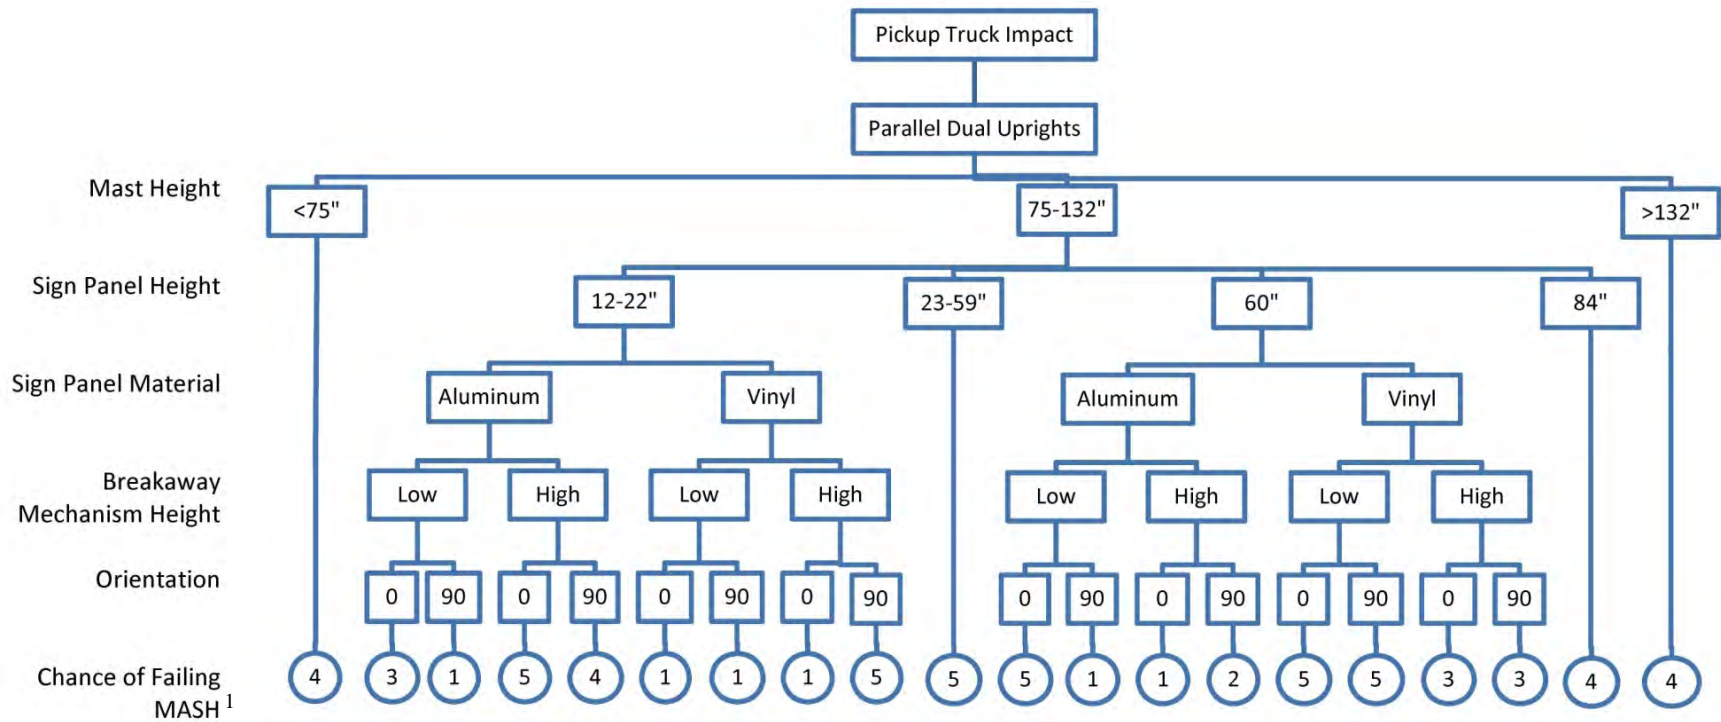 Pickup Truck Impact
Parallel Dual Uprights
Mast Height
<75" 75-132" >132"
Sign Panel Height
12-22" 23-59" 60" 84"
Sign Panel Material
Aluminum Vinyl Aluminum Vinyl
Breakaway
Mechanism Height
Low High Low High Low High Low High
Orientation
0 90 0 90 0 90 0 90 0 90 0 90 0 90 0 90
Chance of Failing
MASH 1
4 3 1 5 4 1 1 1 5 5 5 1 1 2 5 5 3 3 4 4